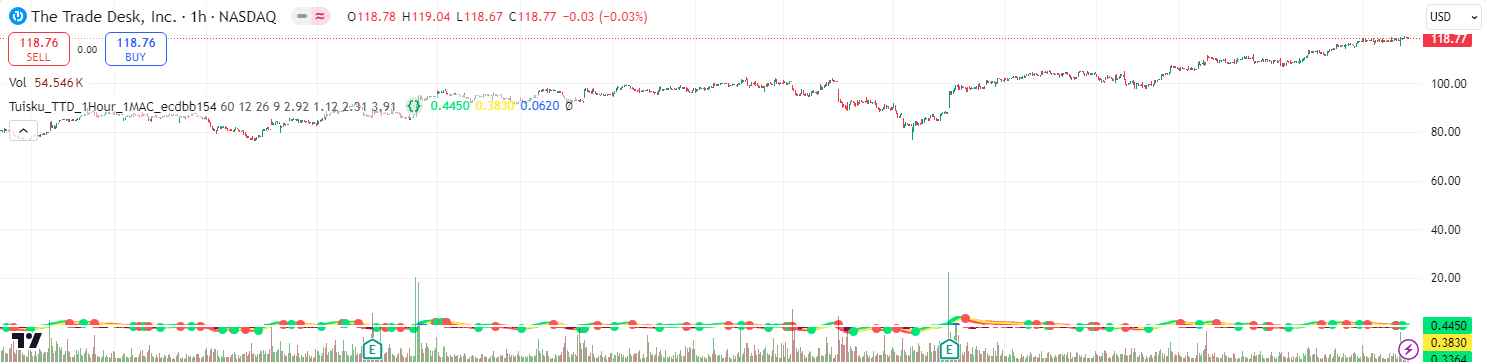 The Trade Desk, Inc. · 1h · NASDAQ O118.78 H119.04 L118.67 C118.77 −0.03 (−0.03%)
USD
118.76 SELL
0.00
118.76 BUY
118.77
Vol 54.546 K
100.00
Tuisku_TTD_1Hour_1MAC_ecdbb154 60 12 26 9 2.92 1.12 2.31 3.91 0.4450 0.3830 0.0620 Ø
80.00
60.00
40.00
20.00
0.4450
0.3830
E
E
0.3364